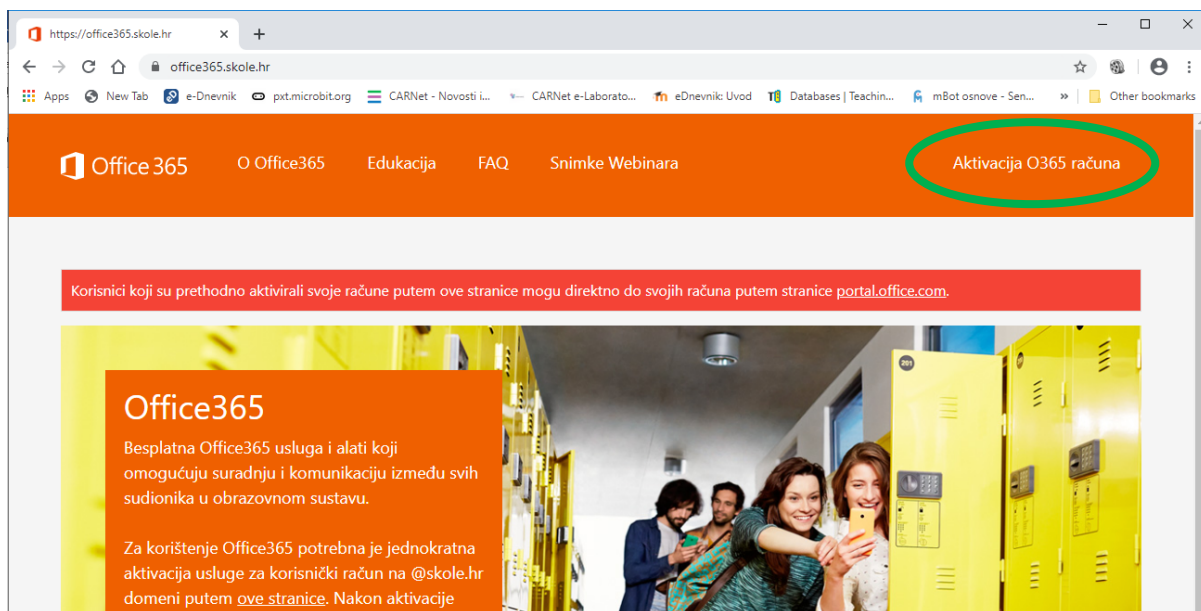 https://office365.skole.hr
office365.skole.hr
Apps New Tab e-Dnevnik pxt.microbit.org CARNet - Novosti i... CARNet e-Laborato... eDnevnik: Uvod Databases | Teachin... mBot osnove - Sen... » Other bookmarks
Office 365 O Office365 Edukacija FAQ Snimke Webinara Aktivacija O365 računa
Korisnici koji su prethodno aktivirali svoje račune putem ove stranice mogu direktno do svojih računa putem stranice portal.office.com.
Office365
Besplatna Office365 usluga i alati koji
omogućuju suradnju i komunikaciju između svih
sudionika u obrazovnom sustavu.
Za korištenje Office365 potrebna je jednokratna
aktivacija usluge za korisnički račun na @skole.hr
domeni putem ove stranice. Nakon aktivacije
201